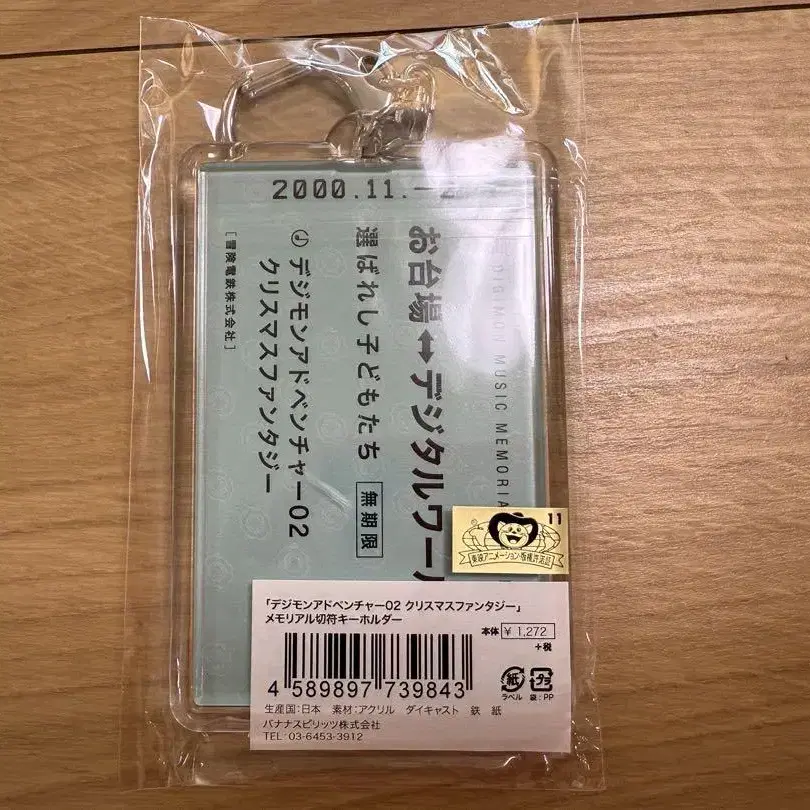 2000.11.-
DIGIMON MUSIC MEMORIA
お台場↔デジタルワー
選ばれし子どもたち 無期限
デジモンアドベンチャー02
クリスマスファンタジー
[冒険電鉄株式会社]
11
東映アニメーション・版権許諾証
「デジモンアドベンチャー02 クリスマスファンタジー」
メモリアル切符キーホルダー
本体 ¥ 1,272
+税
4 589897 739843
紙 ラベル
プラ 袋:PP
生産国:日本 素材:アクリル ダイキャスト 鉄 紙
バナナスピリッツ株式会社
TEL:03-6453-3912